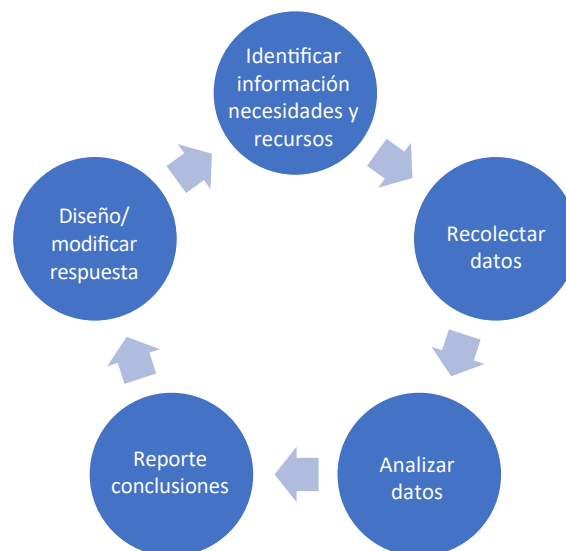 Identificar
información
necesidades y
recursos
Recolectar
datos
Analizar
datos
Reporte
conclusiones
Diseño/
modificar
respuesta